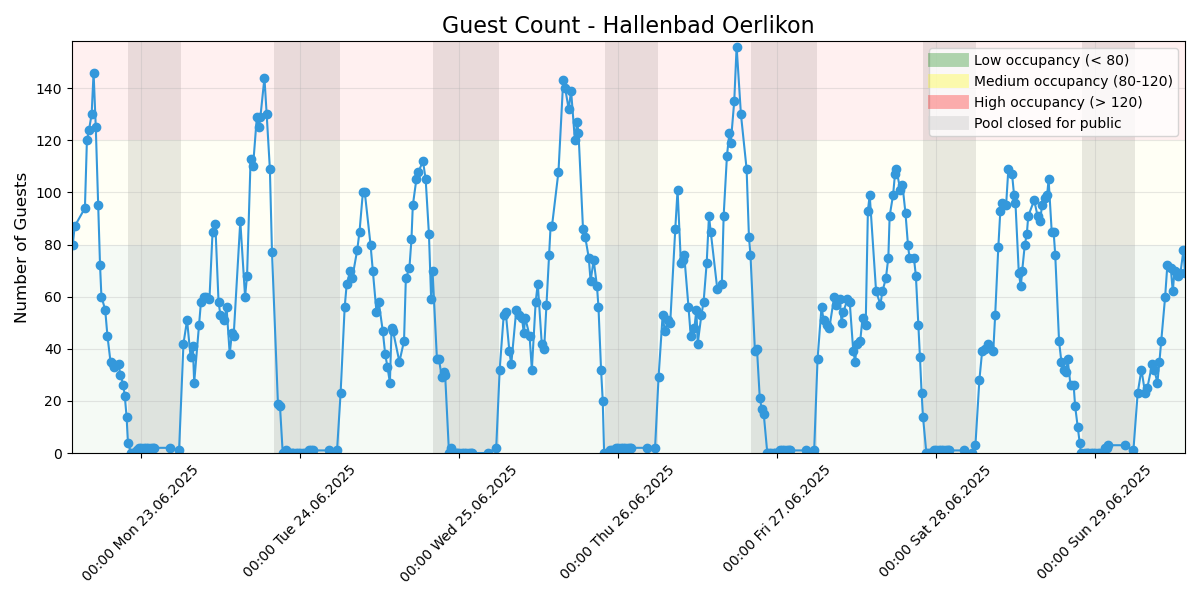 Guest Count - Hallenbad Oerlikon
Number of Guests
140
120
100
80
60
40
20
0
Low occupancy (< 80)
Medium occupancy (80-120)
High occupancy (> 120)
Pool closed for public
00:00 Mon 23.06.2025
00:00 Tue 24.06.2025
00:00 Wed 25.06.2025
00:00 Thu 26.06.2025
00:00 Fri 27.06.2025
00:00 Sat 28.06.2025
00:00 Sun 29.06.2025